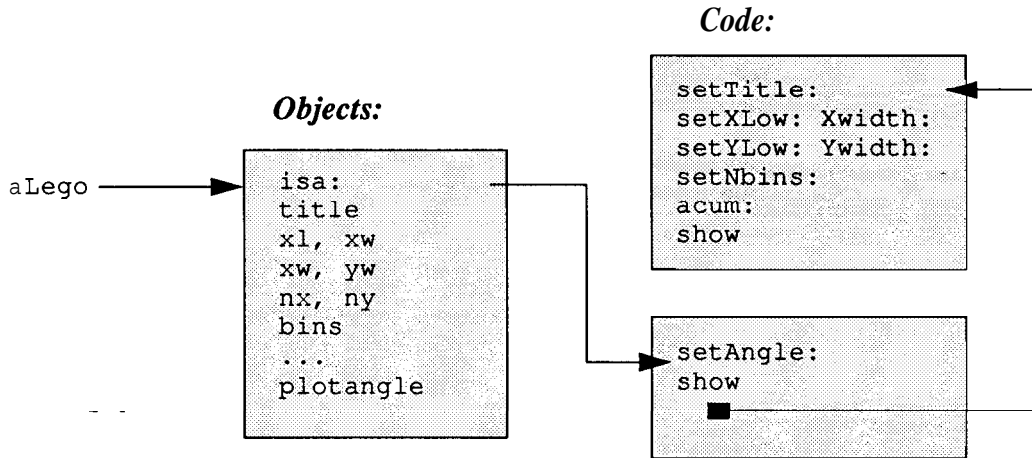 Code:
setTitle:
setXLow: Xwidth:
setYLow: Ywidth:
setNbins:
acum:
show
Objects:
aLego
isa:
title
xl, xw
xw, yw
nx, ny
bins
...
plotangle
setAngle:
show